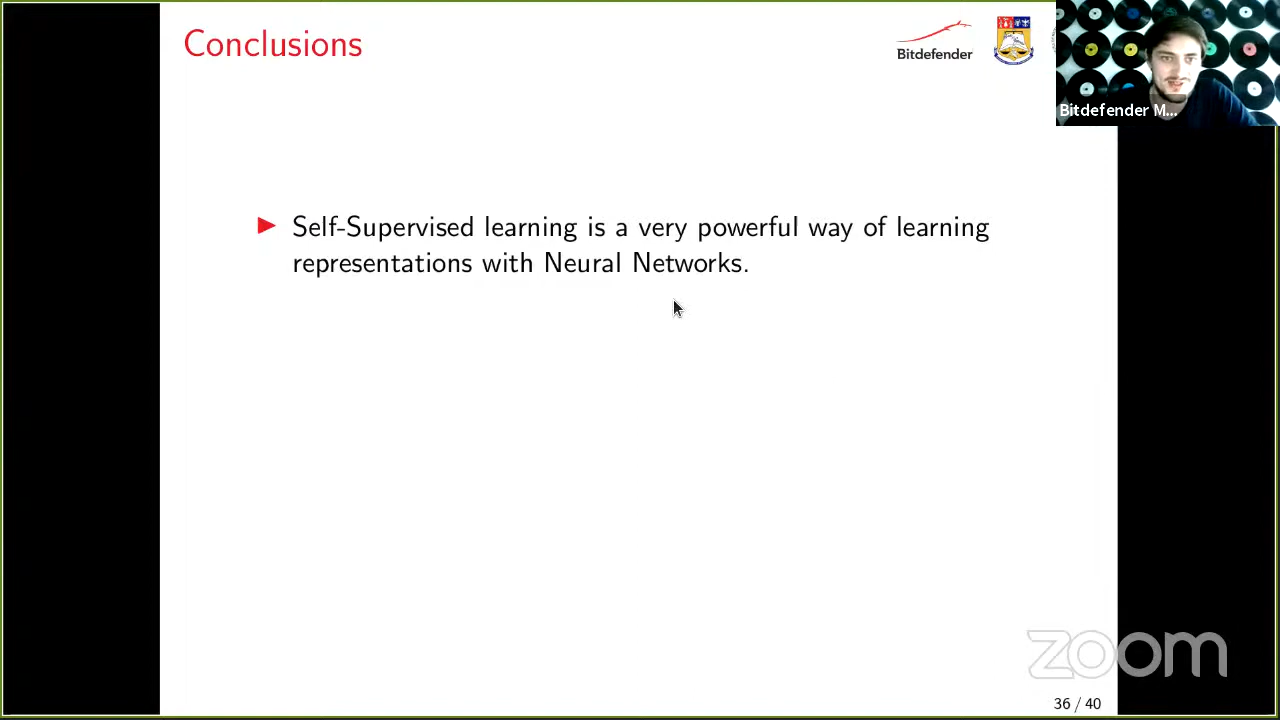 Conclusions
Bitdefender
Bitdefender M...
Self-Supervised learning is a very powerful way of learning
representations with Neural Networks.
zoom
36 / 40